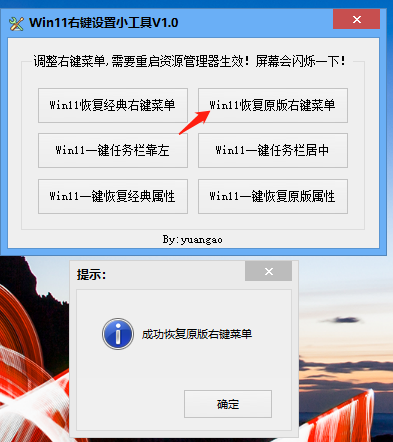 Win11右键设置小工具V1.0
调整右键菜单,需要重启资源管理器生效!屏幕会闪烁一下!
Win11恢复经典右键菜单 Win11恢复原版右键菜单
Win11一键任务栏靠左 Win11一键任务栏居中
Win11一键恢复经典属性 Win11一键恢复原版属性
By:yuangao
提示:
成功恢复原版右键菜单
确定